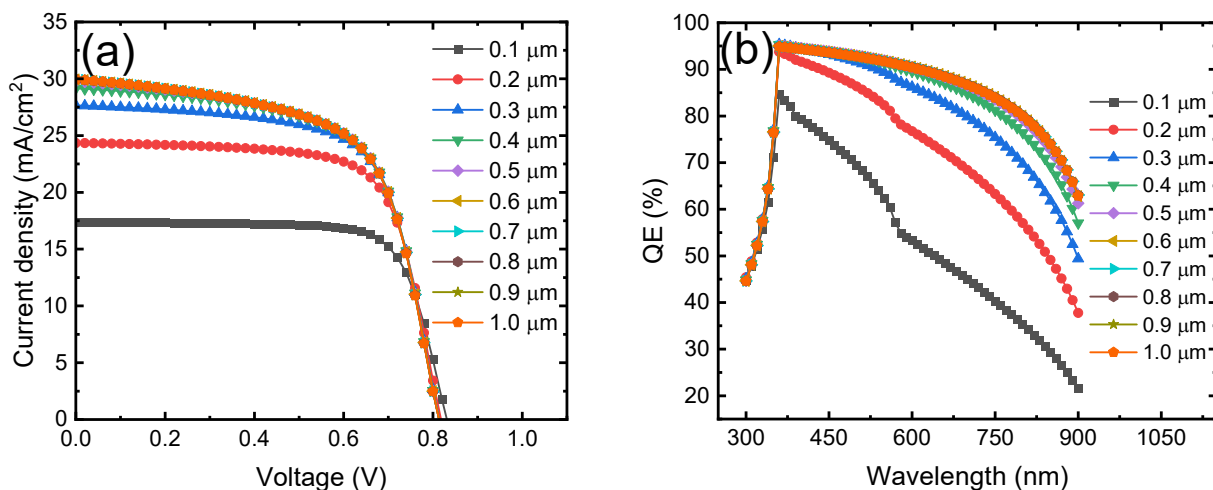 (a)
Current density (mA/cm²)
35
30
25
20
15
10
5
0
0.0
0.2
0.4
0.6
0.8
1.0
Voltage (V)
0.1 μm
0.2 μm
0.3 μm
0.4 μm
0.5 μm
0.6 μm
0.7 μm
0.8 μm
0.9 μm
1.0 μm
(b)
QE (%)
100
90
80
70
60
50
40
30
20
300
450
600
750
900
1050
Wavelength (nm)
0.1 μm
0.2 μm
0.3 μm
0.4 μm
0.5 μm
0.6 μm
0.7 μm
0.8 μm
0.9 μm
1.0 μm